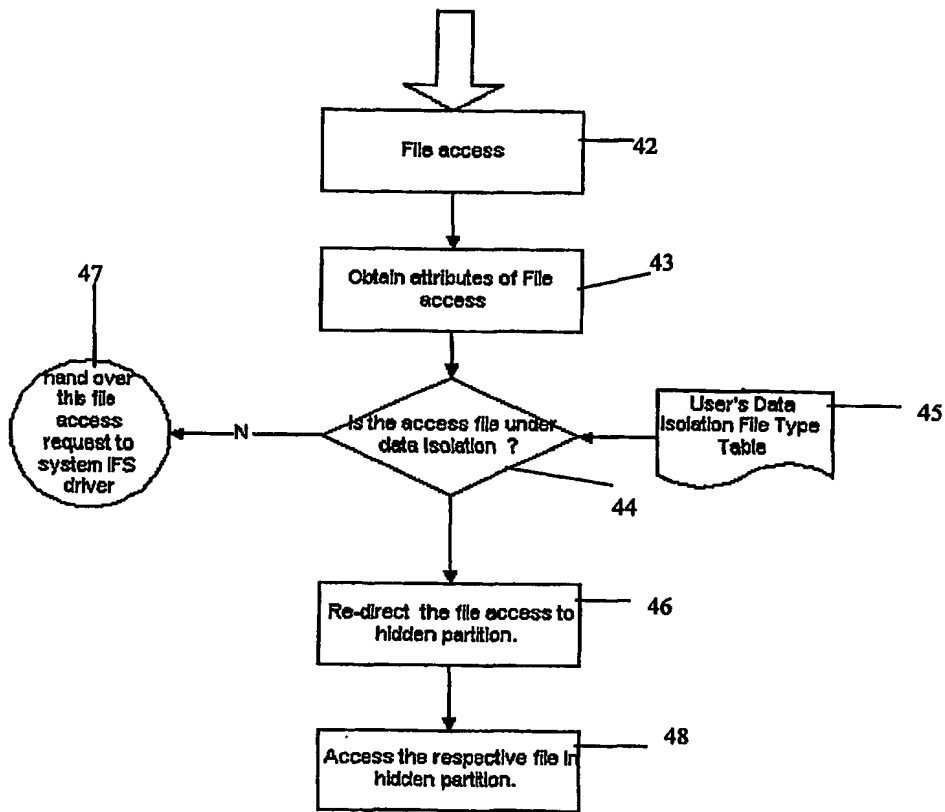 File access
42
Obtain attributes of File
access
43
47
hand over
this file
access
request to
system IFS
driver
N
Is the access file under
data Isolation ?
44
User's Data
Isolation File Type
Table
45
Re-direct the file access to
hidden partition.
46
Access the respective file in
hidden partition.
48